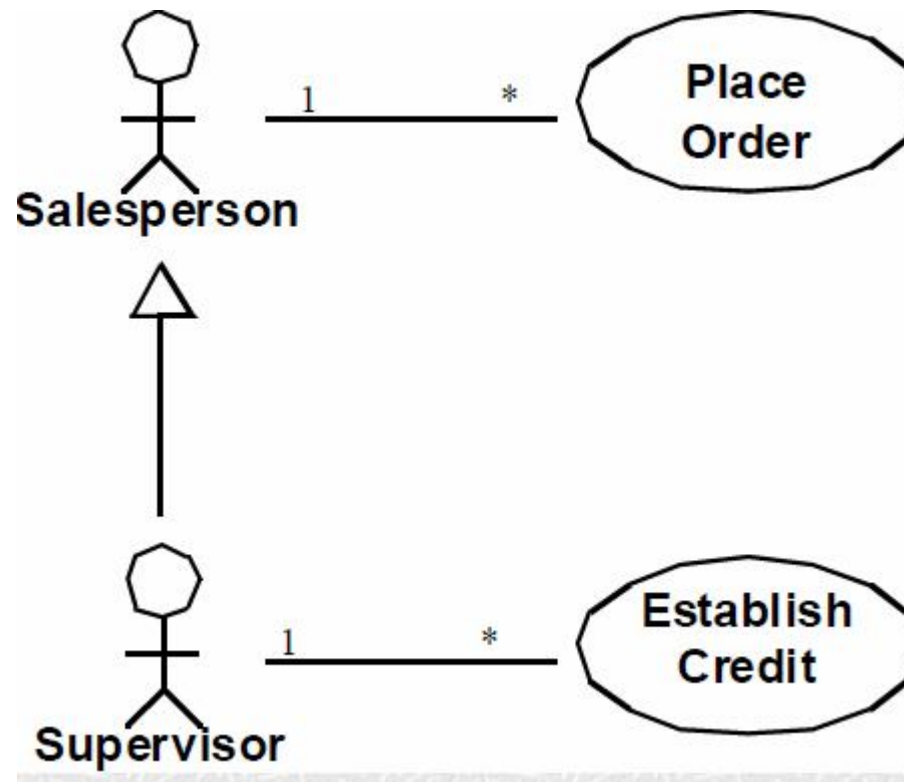 1 *
Place
Order
Salesperson
1 *
Establish
Credit
Supervisor